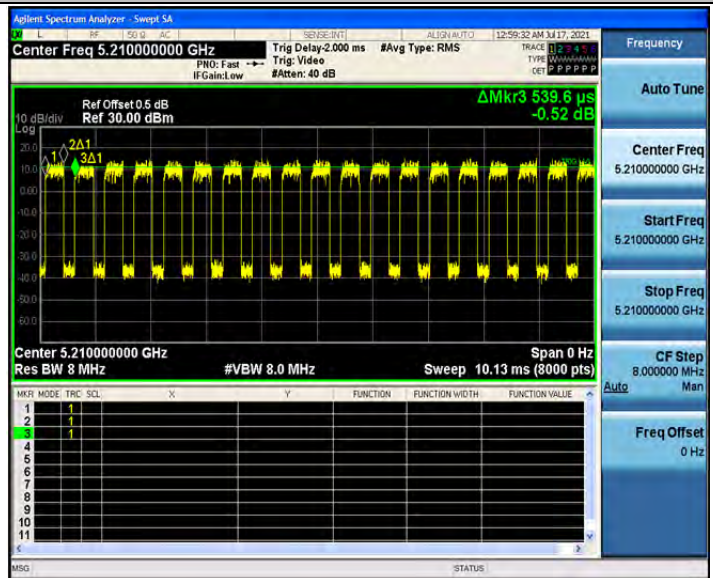 Agilent Spectrum Analyzer - Swept SA
L RF 50 Ω AC SENSE:INT ALIGN AUTO 12:59:32 AM Jul 17, 2021
Center Freq 5.210000000 GHz
PNO: Fast
IFGain:Low
Trig Delay-2.000 ms
Trig: Video
#Atten: 40 dB
#Avg Type: RMS
TRACE 1 2 3 4 5 6
TYPE W
DET P P P P P P
Frequency
Ref Offset 0.5 dB
10 dB/div Ref 30.00 dBm
Log
ΔMkr3 539.6 µs
-0.52 dB
20.0
10.0
0.00
-10.0
-20.0
-30.0
-40.0
-50.0
-60.0
1
2Δ1
3Δ1
Center 5.210000000 GHz
Span 0 Hz
Res BW 8 MHz
#VBW 8.0 MHz
Sweep 10.13 ms (8000 pts)
MKR MODE TRC SCL X Y FUNCTION FUNCTION WIDTH FUNCTION VALUE
1 1
2 1
3 1
4
5
6
7
8
9
10
11
MSG
STATUS
Auto Tune
Center Freq
5.210000000 GHz
Start Freq
5.210000000 GHz
Stop Freq
5.210000000 GHz
CF Step
8.000000 MHz
Auto Man
Freq Offset
0 Hz